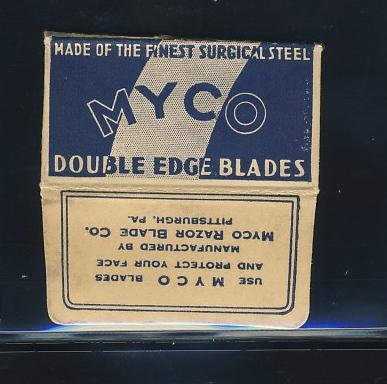 MADE OF THE FINEST SURGICAL STEEL
MYCO
DOUBLE EDGE BLADES
USE MYCO BLADES
AND PROTECT YOUR FACE
MANUFACTURED BY
MYCO RAZOR BLADE CO.
PITTSBURGH, PA.